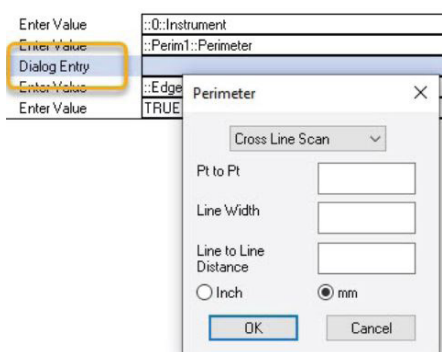 Enter Value ::0::Instrument
Enter Value ::Perim1::Perimeter
Dialog Entry
Enter Value ::Edge
Enter Value TRUE
Perimeter
Cross Line Scan
Pt to Pt
Line Width
Line to Line
Distance
Inch mm
OK Cancel